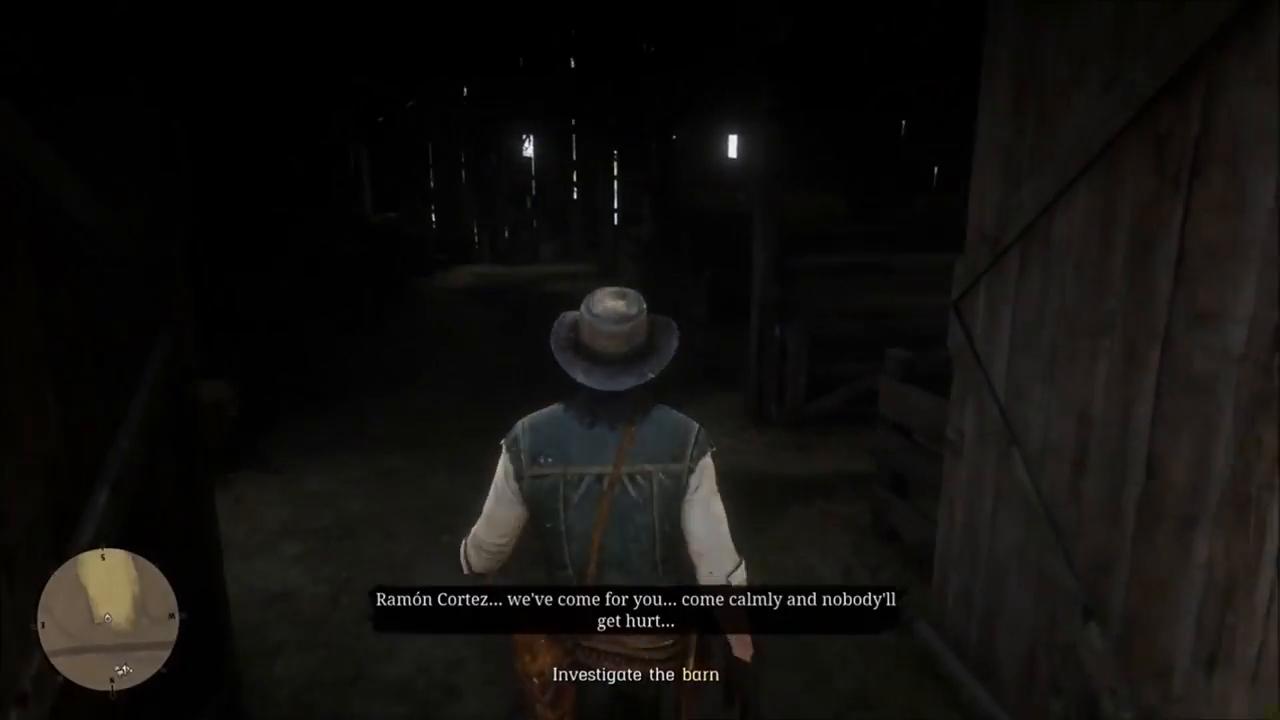 Ramón Cortez... we've come for you... come calmly and nobody'll
get hurt...
Investigate the barn
S
E
W
N